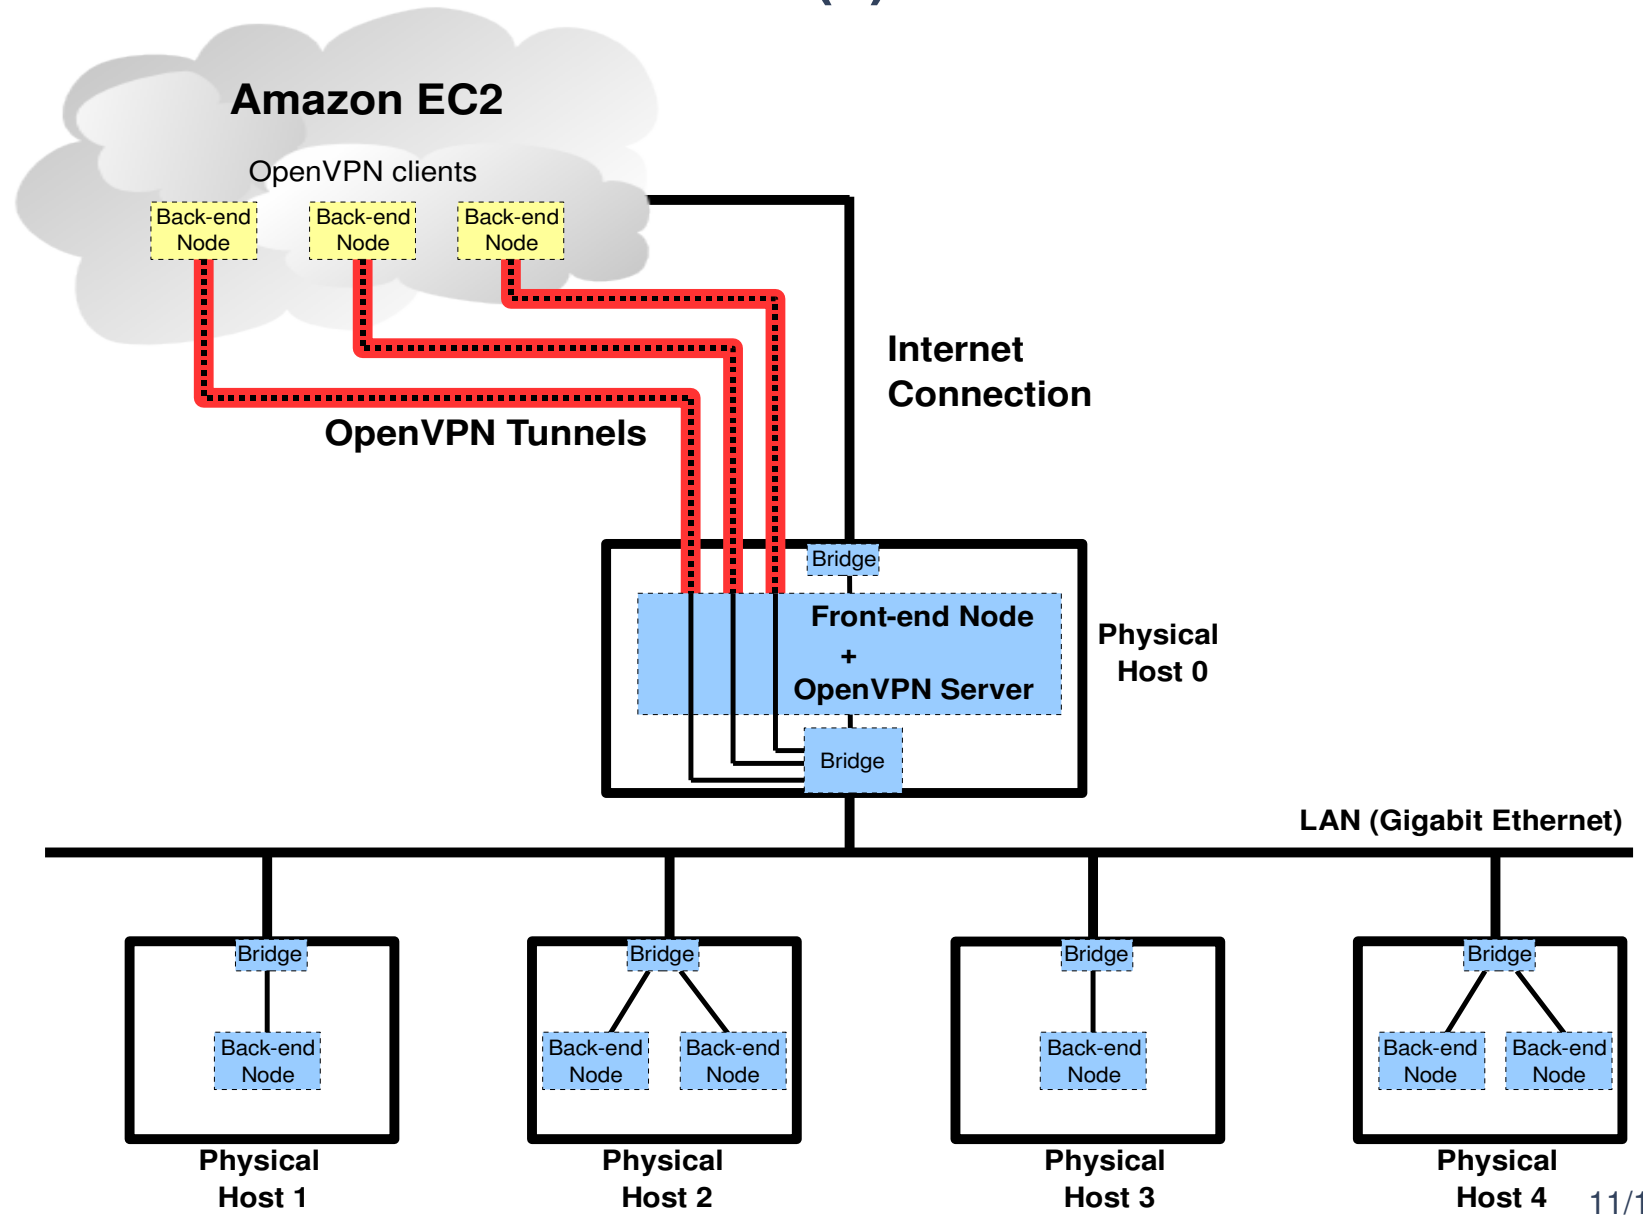 Amazon EC2
OpenVPN clients
Back-end
Node
Back-end
Node
Back-end
Node
Internet
Connection
OpenVPN Tunnels
Bridge
Front-end Node
+
OpenVPN Server
Physical
Host 0
Bridge
LAN (Gigabit Ethernet)
Bridge
Back-end
Node
Physical
Host 1
Bridge
Back-end
Node
Back-end
Node
Physical
Host 2
Bridge
Back-end
Node
Physical
Host 3
Bridge
Back-end
Node
Back-end
Node
Physical
Host 4
11/1